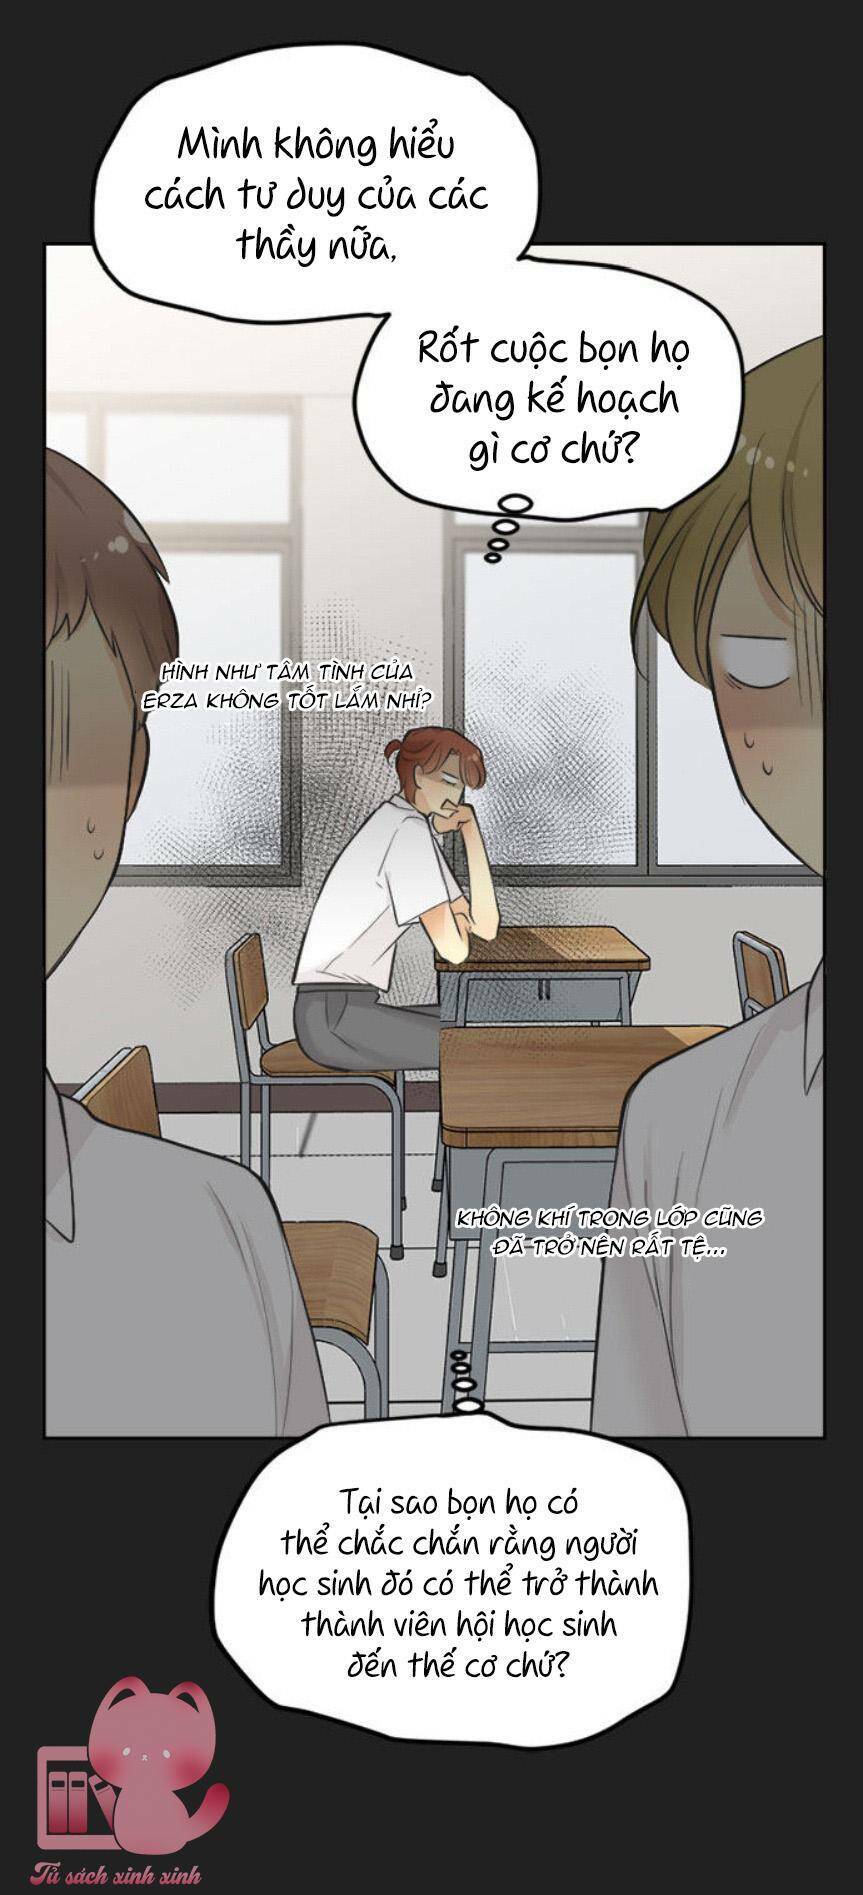 Mình không hiểu
cách tư duy của các
thầy nữa,
Rốt cuộc bọn họ
đang kế hoạch
gì cơ chứ?
HÌNH NHƯ TÂM TÌNH CỦA
ERZA KHÔNG TỐT LẮM NHỈ?
KHÔNG KHÍ TRONG LỚP CŨNG
ĐÃ TRỞ NÊN RẤT TỆ...
Tại sao bọn họ có
thể chắc chắn rằng người
học sinh đó có thể trở thành
thành viên hội học sinh
đến thế cơ chứ?
Tủ sách xinh xinh